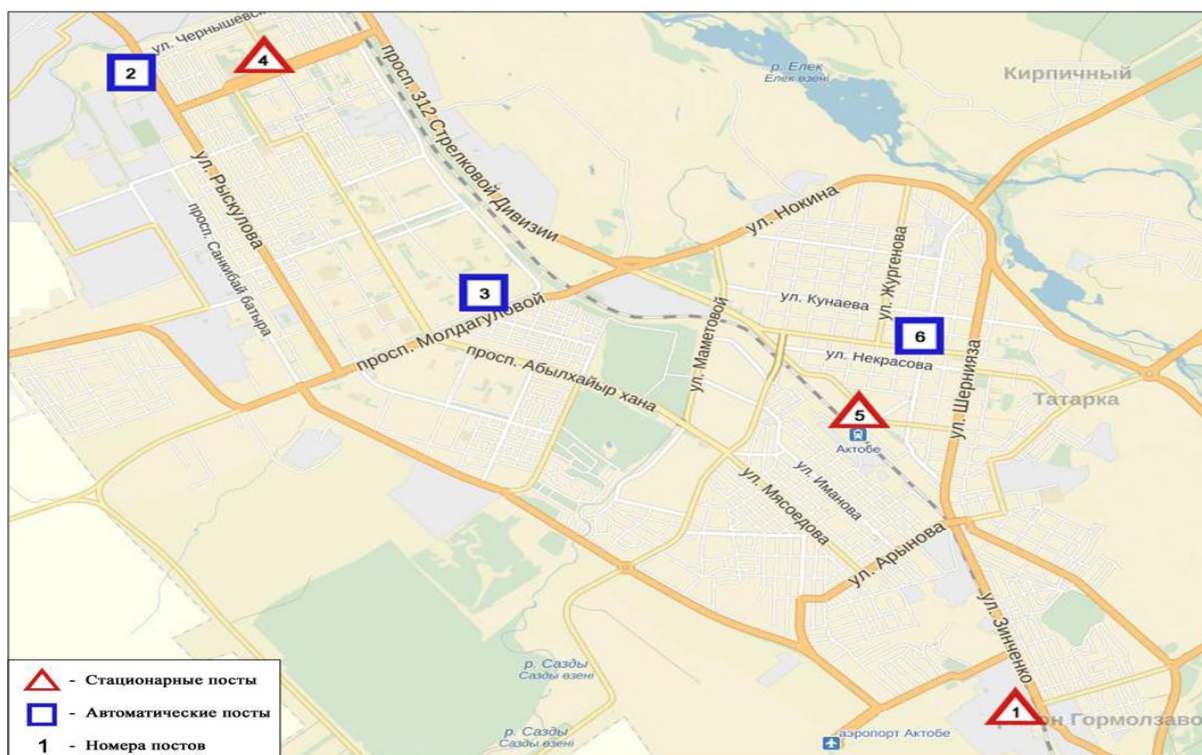 ул. Чернышевск
2
4
просп. 312 Стрелковой Дивизии
р. Елек
Елек өзені
Кирпичный
ул. Рыскулова
просп. Санкибай батыра
ул. Нокина
3
просп. Молдагуловой
ул. Жургенова
ул. Кунаева
6
ул. Некрасова
ул. Маметовой
просп. Абылхайыр хана
ул. Шернияза
Татарка
5
Актобе
ул. Иманова
ул. Мясоедова
ул. Арынова
ул. Зинченко
р. Сазды
Сазды өзені
р. Сазды
Сазды өзені
1
йон Гормолзаво
аэропорт Актобе
- Стационарные посты
- Автоматические посты
1 - Номера постов